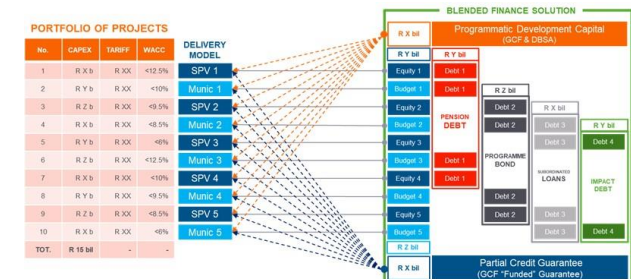 BLENDED FINANCE SOLUTION
PORTFOLIO OF PROJECTS
R X bil
Programmatic Development Capital
(GCF & DBSA)
No. CAPEX TARIFF WACC
DELIVERY
MODEL
R Y bil R Y bil
1 R X b R XX <12.5% SPV 1 Equity 1 Debt 1
2 R Y b R XX <10% Munic 1 Budget 1 Debt 1 R Z bil
3 R Z b R XX <9.5% SPV 2 Equity 2 Debt 2 R X bil
4 R X b R XX <8.5% Munic 2 Budget 2 Debt 2 Debt 3 R Y bil
PENSION
DEBT
5 R Y b R XX <6% SPV 3 Equity 3 Debt 4
6 R Z b R XX <12.5% Munic 3 Budget 3 Debt 1
PROGRAMME
BOND
SUBORDINATED
LOANS
7 R X b R XX <10% SPV 4 Equity 4 Debt 1
IMPACT
DEBT
8 R Y b R XX <9.5% Munic 4 Budget 4 Debt 2
9 R Z b R XX <8.5% SPV 5 Equity 5 Debt 2 Debt 3
10 R X b R XX <6% Munic 5 Budget 5 Debt 3 Debt 4
TOT. R 15 bil - -
R Z bil
R X bil
Partial Credit Guarantee
(GCF "Funded" Guarantee)